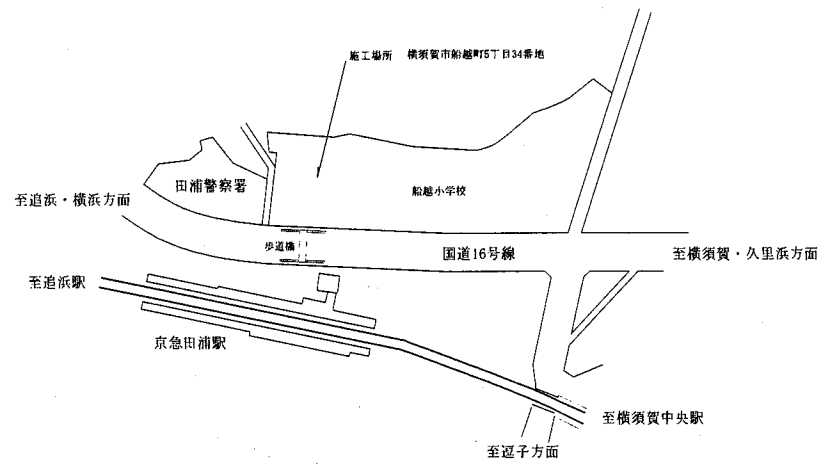 施工場所　横須賀市船越町5丁目34番地
田浦警察署
船越小学校
至追浜・横浜方面
歩道橋
国道16号線
至横須賀・久里浜方面
至追浜駅
京急田浦駅
至横須賀中央駅
至逗子方面